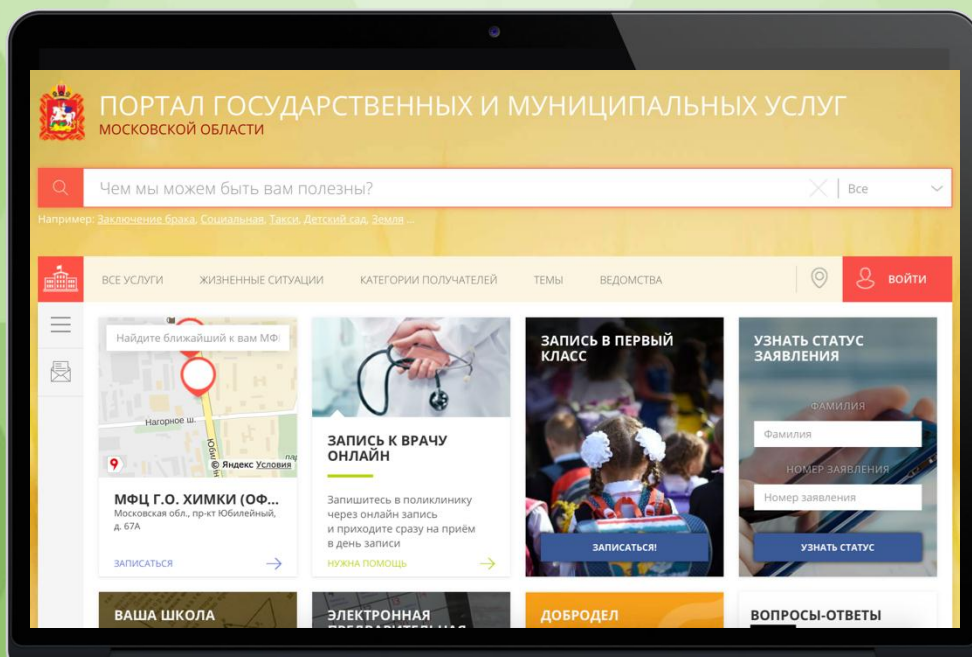 ПОРТАЛ ГОСУДАРСТВЕННЫХ И МУНИЦИПАЛЬНЫХ УСЛУГ
МОСКОВСКОЙ ОБЛАСТИ
Чем мы можем быть вам полезны?
Все
Например: Заключение брака, Социальная, Такси, Детский сад, Земля ...
ВСЕ УСЛУГИ
ЖИЗНЕННЫЕ СИТУАЦИИ
КАТЕГОРИИ ПОЛУЧАТЕЛЕЙ
ТЕМЫ
ВЕДОМСТВА
ВОЙТИ
Найдите ближайший к вам МФ
Нагорное ш.
© Яндекс Условия
МФЦ Г.О. ХИМКИ (ОФ...
Московская обл., пр-кт Юбилейный,
д. 67А
ЗАПИСАТЬСЯ
ЗАПИСЬ К ВРАЧУ
ОНЛАЙН
Запишитесь в поликлинику
через онлайн запись
и приходите сразу на приём
в день записи
НУЖНА ПОМОЩЬ
ЗАПИСЬ В ПЕРВЫЙ
КЛАСС
ЗАПИСАТЬСЯ!
УЗНАТЬ СТАТУС
ЗАЯВЛЕНИЯ
ФАМИЛИЯ
Фамилия
НОМЕР ЗАЯВЛЕНИЯ
Номер заявления
УЗНАТЬ СТАТУС
ВАША ШКОЛА
ЭЛЕКТРОННАЯ
ПРЕДВАРИТЕЛЬНАЯ
ДОБРОДЕЛ
ВОПРОСЫ-ОТВЕТЫ